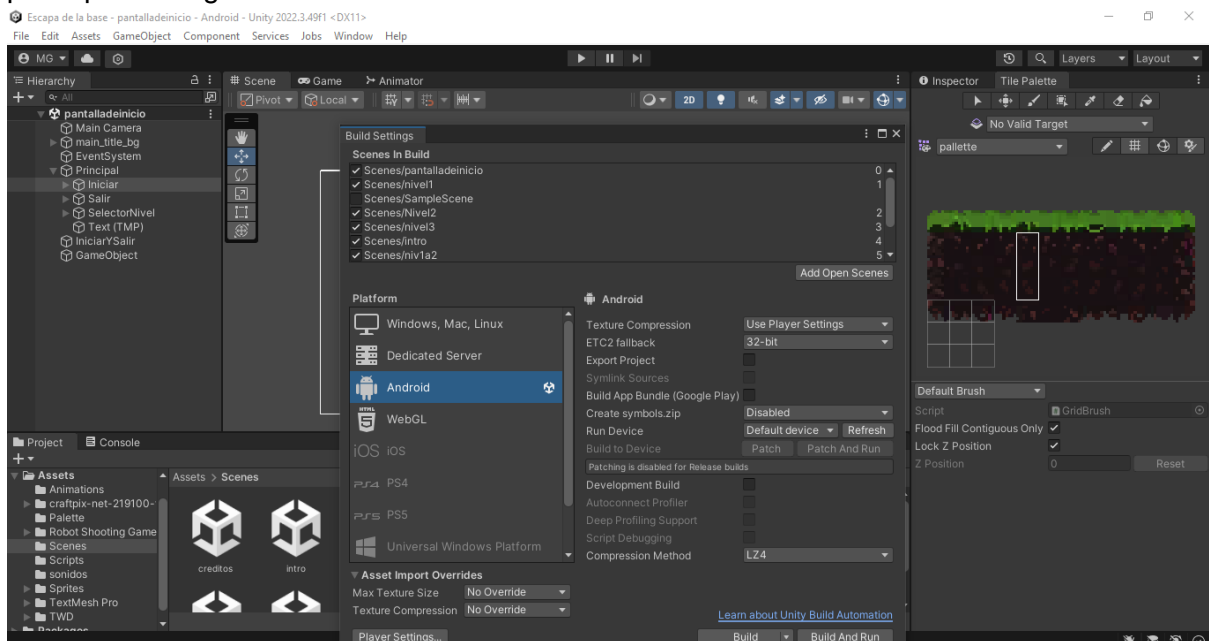 Escapa de la base - pantalladeinicio - Android - Unity 2022.3.49f1 <DX11>
File Edit Assets GameObject Component Services Jobs Window Help
MG
Layers
Layout
Hierarchy
Scene
Game
Animator
Inspector
Tile Palette
All
Pivot
Local
2D
pantalladeinicio
Main Camera
main_title_bg
EventSystem
Principal
Iniciar
Salir
SelectorNivel
Text (TMP)
IniciarYSalir
GameObject
Build Settings
Scenes In Build
Scenes/pantalladeinicio 0
Scenes/nivel1 1
Scenes/SampleScene
Scenes/Nivel2 2
Scenes/nivel3 3
Scenes/intro 4
Scenes/niv1a2 5
Add Open Scenes
Platform
Windows, Mac, Linux
Dedicated Server
Android
HTML
5
WebGL
iOS iOS
PS4 PS4
PS5 PS5
Universal Windows Platform
Android
Texture Compression Use Player Settings
ETC2 fallback 32-bit
Export Project
Symlink Sources
Build App Bundle (Google Play)
Create symbols.zip Disabled
Run Device Default device Refresh
Build to Device Patch Patch And Run
Patching is disabled for Release builds
Development Build
Autoconnect Profiler
Deep Profiling Support
Script Debugging
Compression Method LZ4
Asset Import Overrides
Max Texture Size No Override
Texture Compression No Override
Learn about Unity Build Automation
Player Settings...
Build
Build And Run
No Valid Target
pallette
Default Brush
Script GridBrush
Flood Fill Contiguous Only
Lock Z Position
Z Position 0 Reset
Project
Console
Assets
Animations
craftpix-net-219100-
Palette
Robot Shooting Game
Scenes
Scripts
sonidos
Sprites
TextMesh Pro
TWD
Packages
Assets > Scenes
creditos
intro